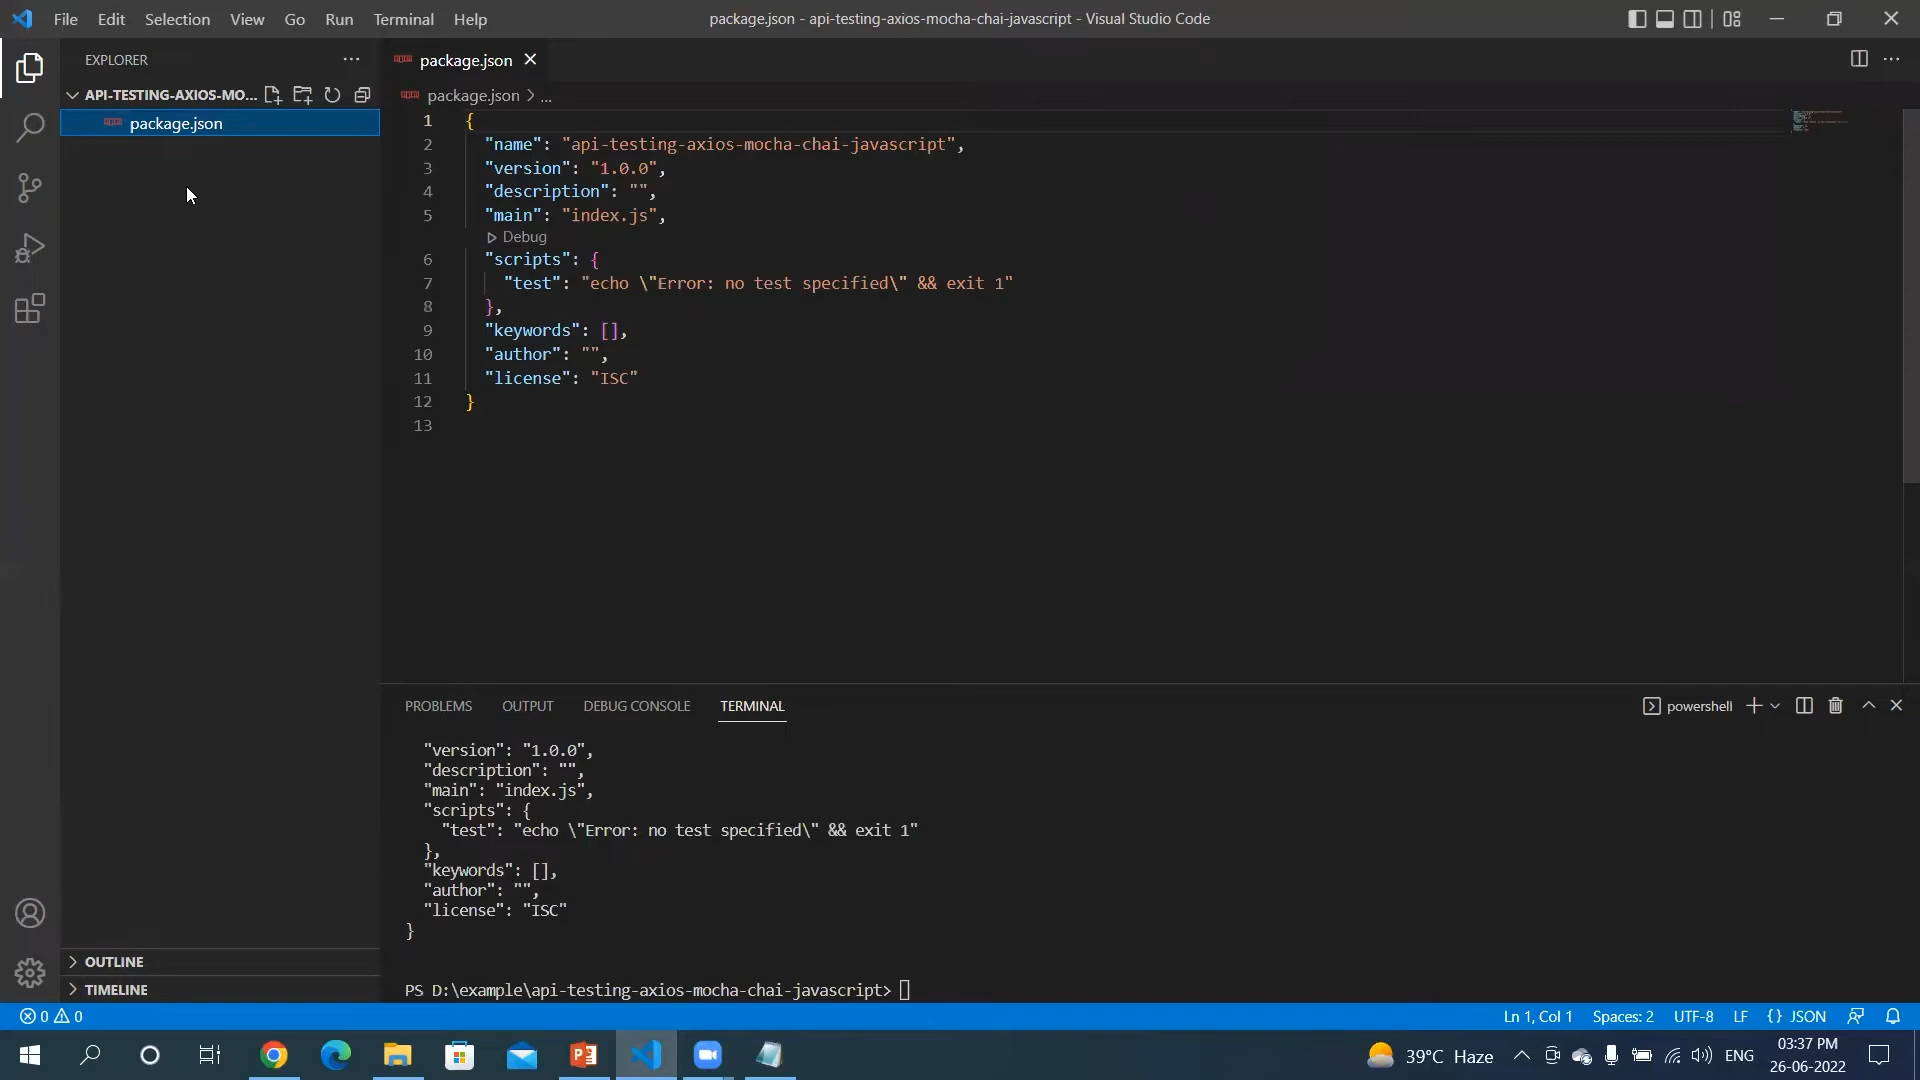 File Edit Selection View Go Run Terminal Help
package.json - api-testing-axios-mocha-chai-javascript - Visual Studio Code
EXPLORER
API-TESTING-AXIOS-MO...
package.json
package.json
package.json > ...
1 {
2 "name": "api-testing-axios-mocha-chai-javascript",
3 "version": "1.0.0",
4 "description": "",
5 "main": "index.js",
Debug
6 "scripts": {
7 "test": "echo \"Error: no test specified\" && exit 1"
8 },
9 "keywords": [],
10 "author": "",
11 "license": "ISC"
12 }
13
PROBLEMS OUTPUT DEBUG CONSOLE TERMINAL
powershell
"version": "1.0.0",
"description": "",
"main": "index.js",
"scripts": {
"test": "echo \"Error: no test specified\" && exit 1"
},
"keywords": [],
"author": "",
"license": "ISC"
}
PS D:\example\api-testing-axios-mocha-chai-javascript>
OUTLINE
TIMELINE
0 0
Ln 1, Col 1 Spaces: 2 UTF-8 LF {} JSON
39°C Haze
ENG
03:37 PM
26-06-2022